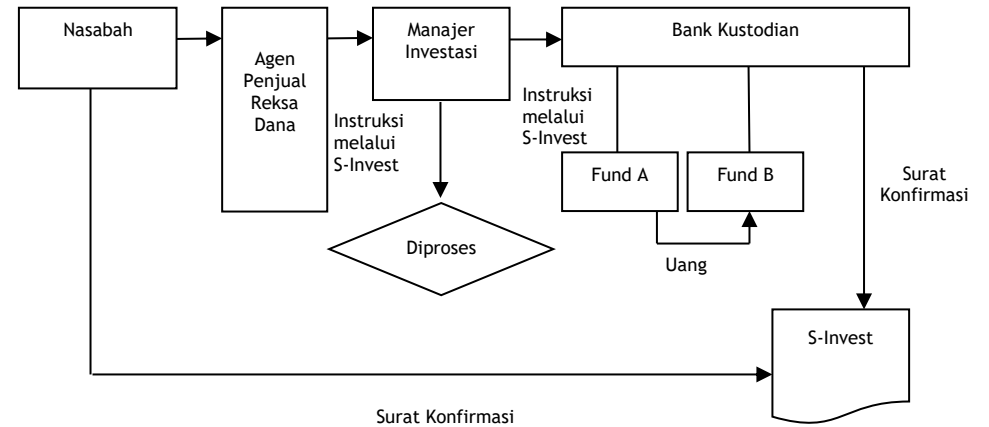 Nasabah
Agen
Penjual
Reksa
Dana
Instruksi
melalui
S-Invest
Manajer
Investasi
Diproses
Instruksi
melalui
S-Invest
Bank Kustodian
Fund A
Fund B
Uang
Surat
Konfirmasi
S-Invest
Surat Konfirmasi